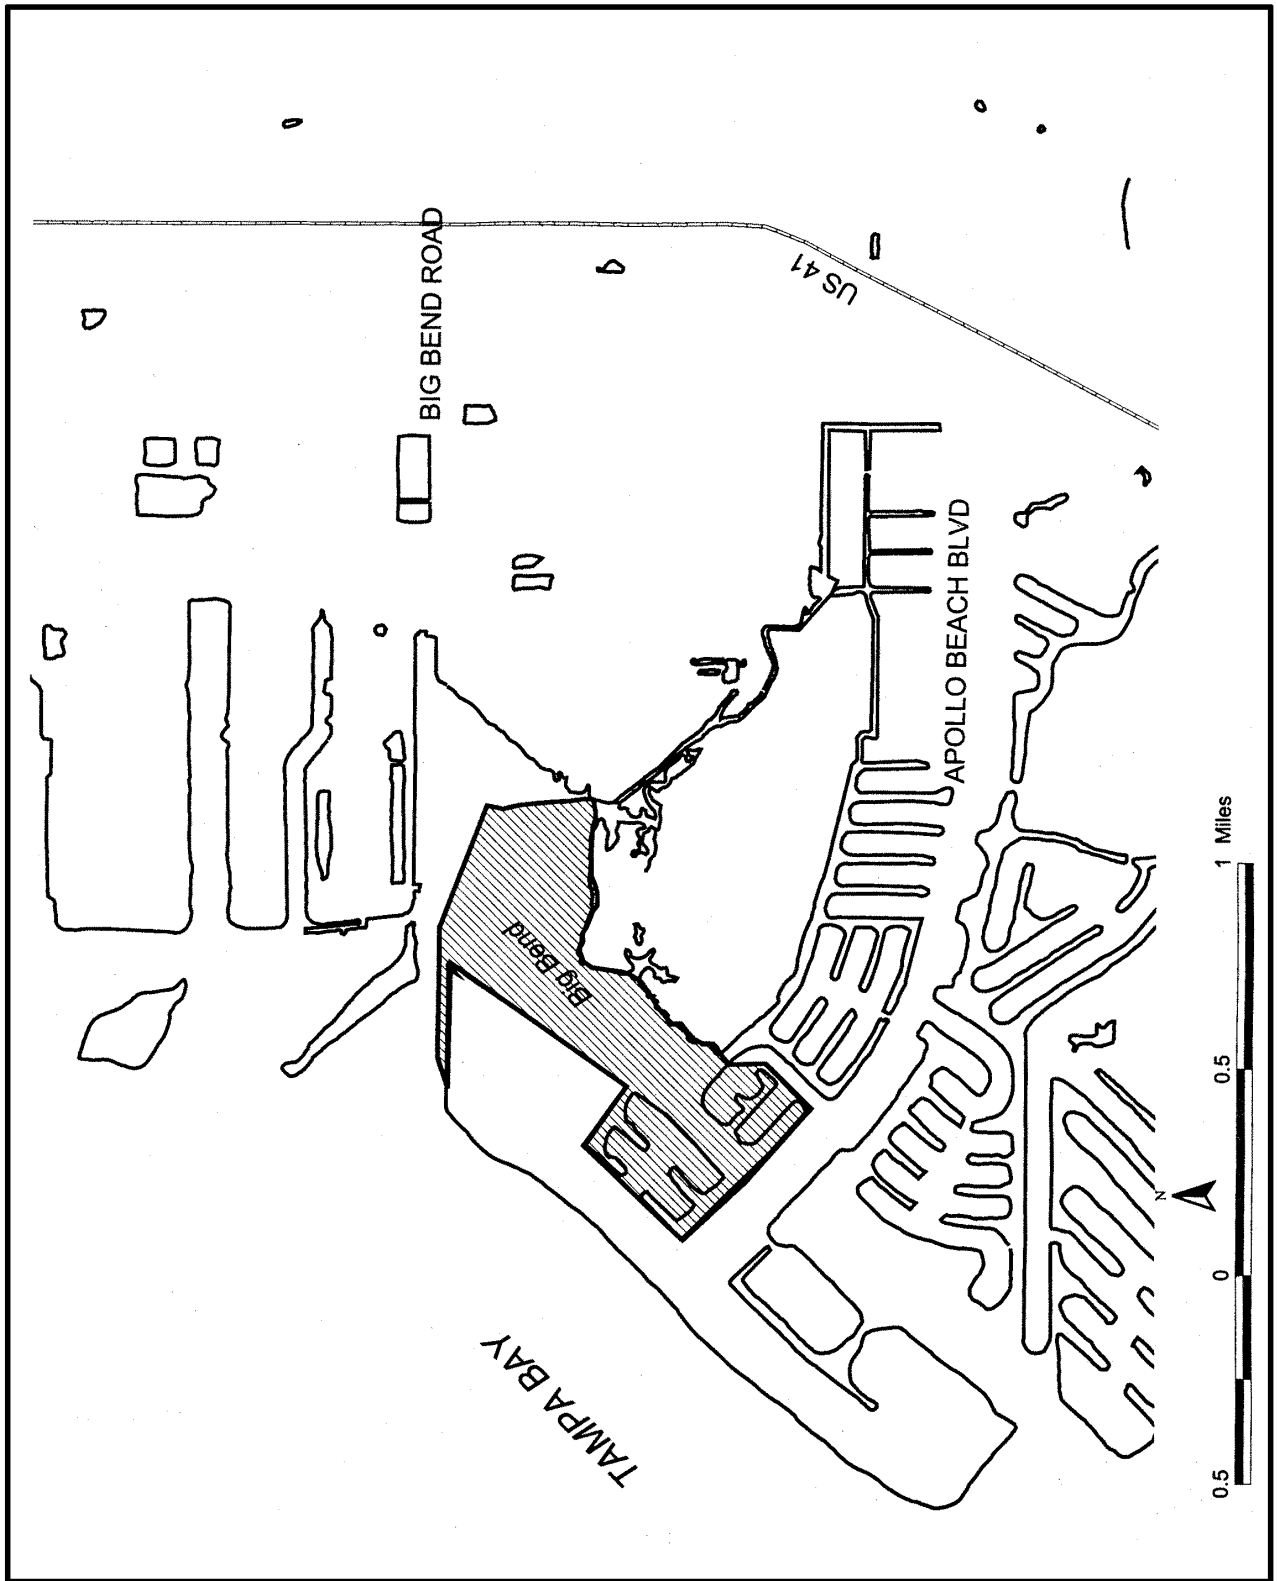 BIG BEND ROAD
US 41
Big Bend
APOLLO BEACH BLVD
TAMPA BAY
N
0.5 0 0.5 1 Miles